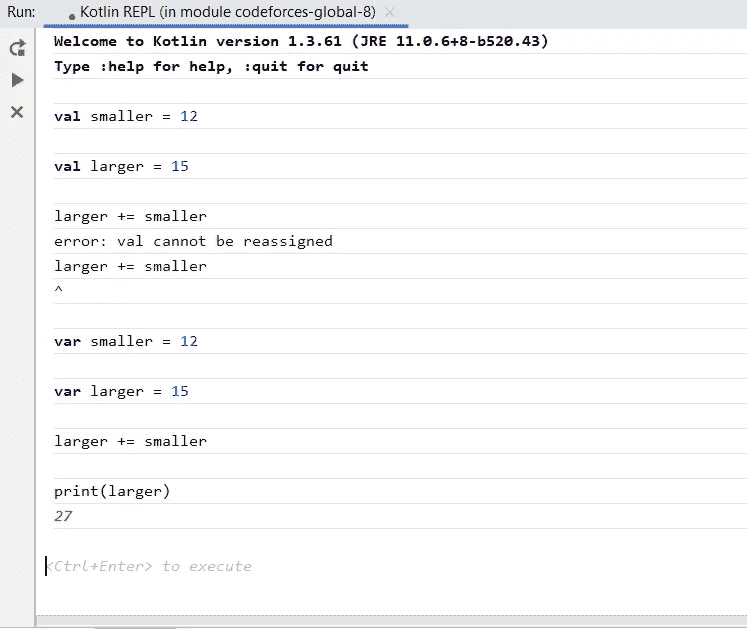 Run: Kotlin REPL (in module codeforces-global-8)
Welcome to Kotlin version 1.3.61 (JRE 11.0.6+8-b520.43)
Type :help for help, :quit for quit
val smaller = 12
val larger = 15
larger += smaller
error: val cannot be reassigned
larger += smaller
^
var smaller = 12
var larger = 15
larger += smaller
print(larger)
27
<Ctrl+Enter> to execute